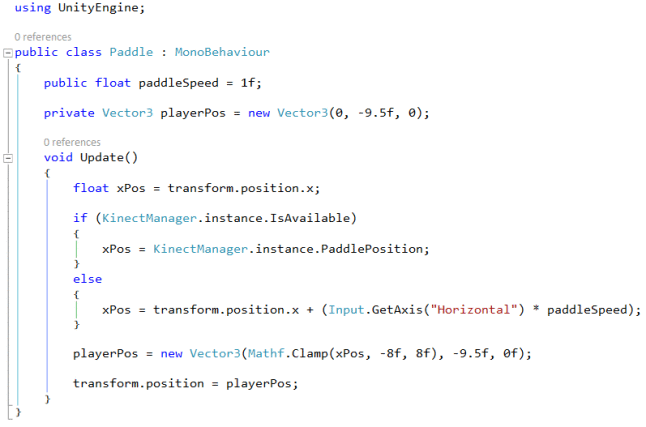 using UnityEngine;
0 references
public class Paddle : MonoBehaviour
{
public float paddleSpeed = 1f;
private Vector3 playerPos = new Vector3(0, -9.5f, 0);
0 references
void Update()
{
float xPos = transform.position.x;
if (KinectManager.instance.IsAvailable)
{
xPos = KinectManager.instance.PaddlePosition;
}
else
{
xPos = transform.position.x + (Input.GetAxis("Horizontal") * paddleSpeed);
}
playerPos = new Vector3(Mathf.Clamp(xPos, -8f, 8f), -9.5f, 0f);
transform.position = playerPos;
}
}